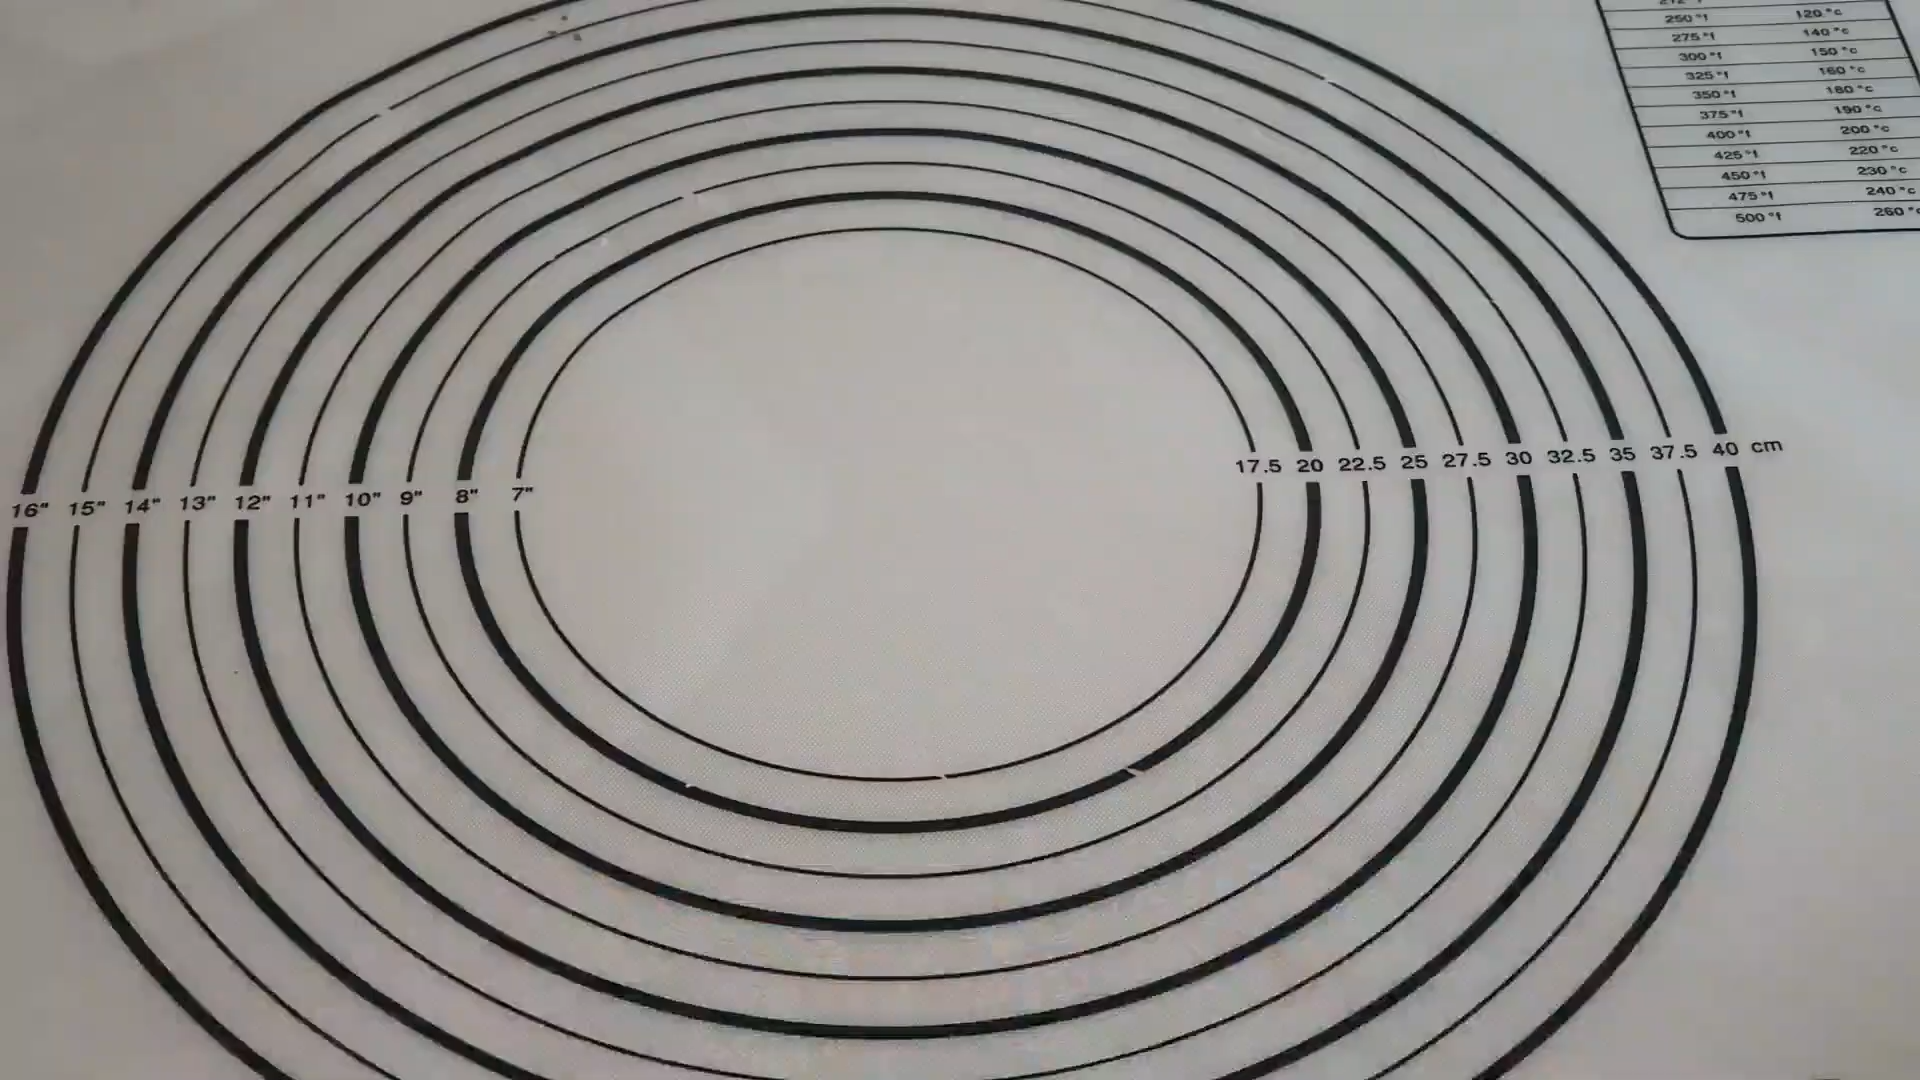 250 °f 120 °c
275 °f 140 °c
300 °f 150 °c
325 °f 160 °c
350 °f 180 °c
375 °f 190 °c
400 °f 200 °c
425 °f 220 °c
450 °f 230 °c
475 °f 240 °c
500 °f 260 °c
16" 15" 14" 13" 12" 11" 10" 9" 8" 7" 17.5 20 22.5 25 27.5 30 32.5 35 37.5 40 cm